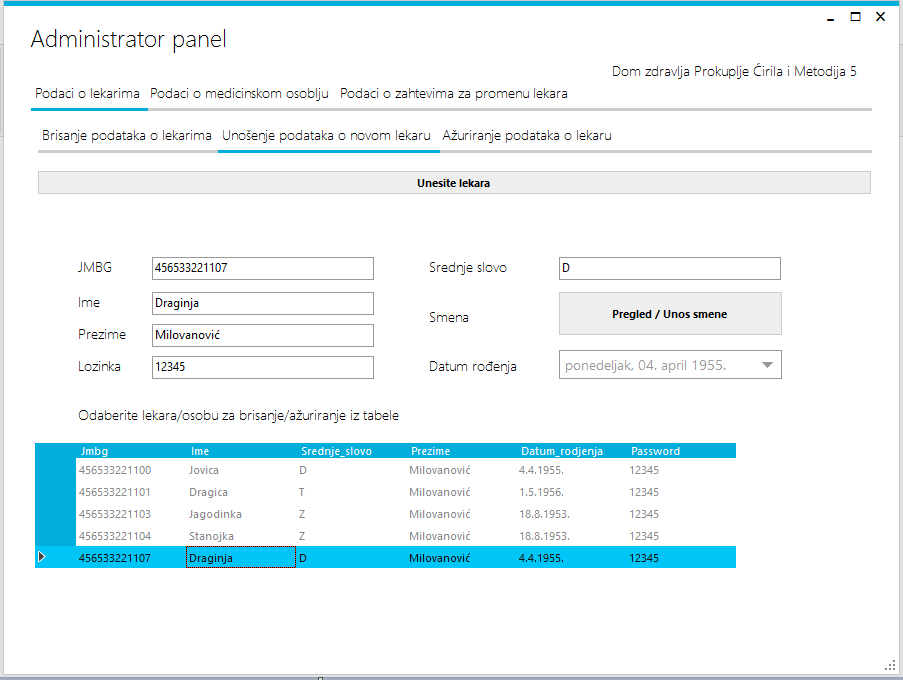 Administrator panel
Dom zdravlja Prokuplje Ćirila i Metodija 5
Podaci o lekarima Podaci o medicinskom osoblju Podaci o zahtevima za promenu lekara
Brisanje podataka o lekarima Unošenje podataka o novom lekaru Ažuriranje podataka o lekaru
Unesite lekara
JMBG 456533221107 Srednje slovo D
Ime Draginja
Smena Pregled / Unos smene
Prezime Milovanović
Lozinka 12345 Datum rođenja ponedeljak, 04. april 1955.
Odaberite lekara/osobu za brisanje/ažuriranje iz tabele
Jmbg Ime Srednje_slovo Prezime Datum_rodjenja Password
456533221100 Jovica D Milovanović 4.4.1955. 12345
456533221101 Dragica T Milovanović 1.5.1956. 12345
456533221103 Jagodinka Z Milovanović 18.8.1953. 12345
456533221104 Stanojka Z Milovanović 18.8.1953. 12345
456533221107 Draginja D Milovanović 4.4.1955. 12345